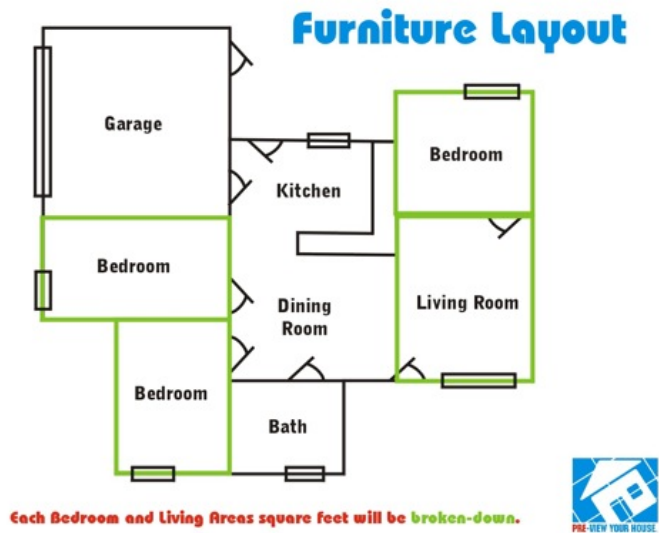 Furniture Layout
Garage
Bedroom
Kitchen
Bedroom
Dining
Room
Living Room
Bedroom
Bath
Each Bedroom and Living Areas square feet will be broken-down.
PRE-VIEW YOUR HOUSE